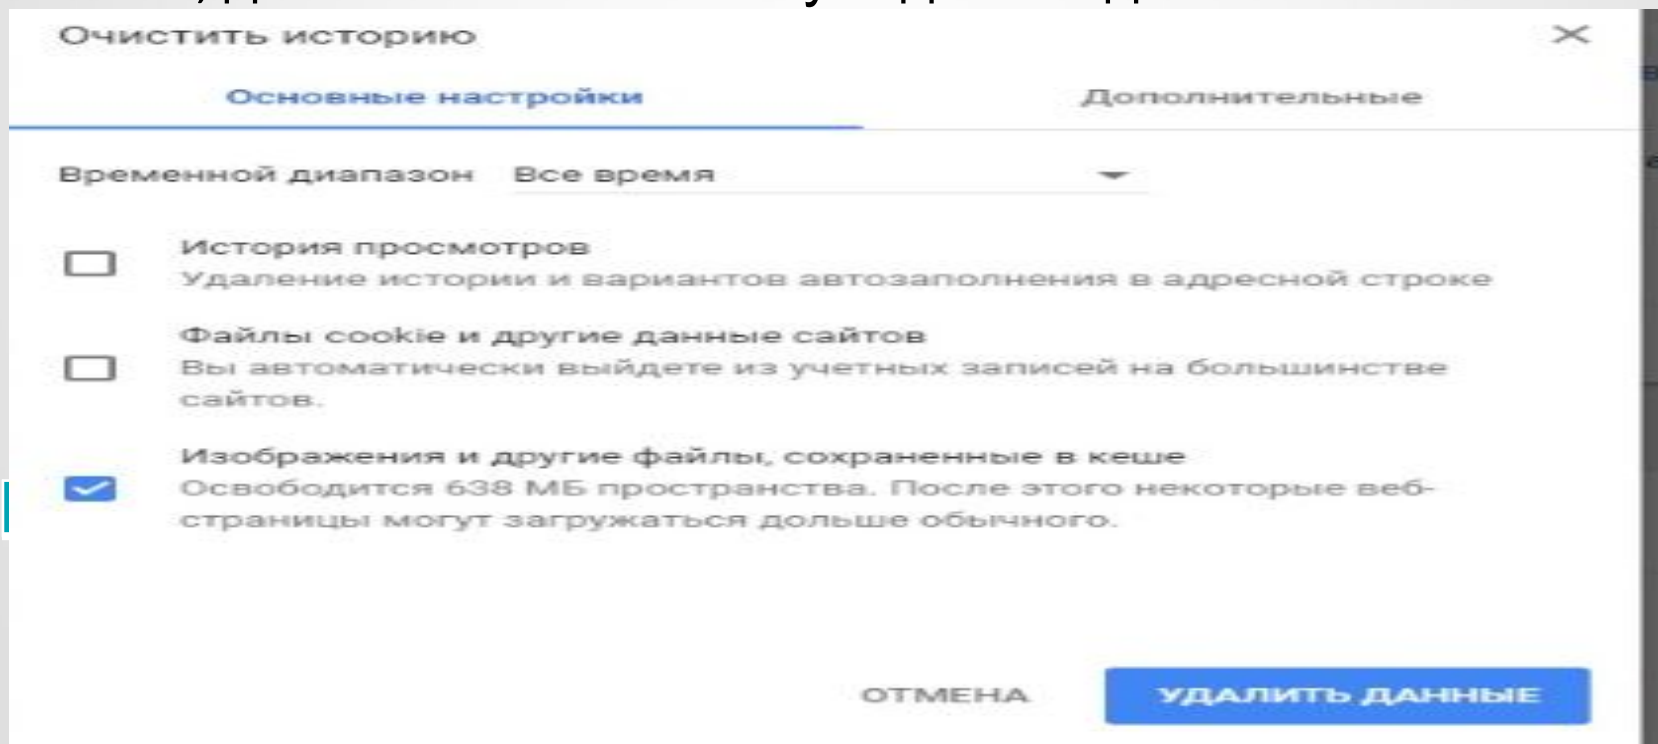 Очистить историю
Основные настройки
Дополнительные
Временной диапазон Все время
История просмотров
Удаление истории и вариантов автозаполнения в адресной строке
Файлы cookie и другие данные сайтов
Вы автоматически выйдете из учетных записей на большинстве
сайтов.
Изображения и другие файлы, сохраненные в кеше
Освободится 638 МБ пространства. После этого некоторые веб-
страницы могут загружаться дольше обычного.
ОТМЕНА
УДАЛИТЬ ДАННЫЕ